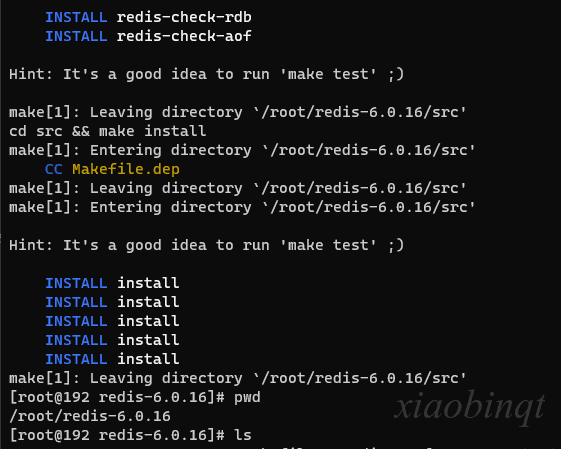 INSTALL redis-check-rdb
INSTALL redis-check-aof
Hint: It's a good idea to run 'make test' ;)
make[1]: Leaving directory `/root/redis-6.0.16/src'
cd src && make install
make[1]: Entering directory `/root/redis-6.0.16/src'
CC Makefile.dep
make[1]: Leaving directory `/root/redis-6.0.16/src'
make[1]: Entering directory `/root/redis-6.0.16/src'
Hint: It's a good idea to run 'make test' ;)
INSTALL install
INSTALL install
INSTALL install
INSTALL install
INSTALL install
make[1]: Leaving directory `/root/redis-6.0.16/src'
[root@192 redis-6.0.16]# pwd
/root/redis-6.0.16
[root@192 redis-6.0.16]# ls
xiaobinqt